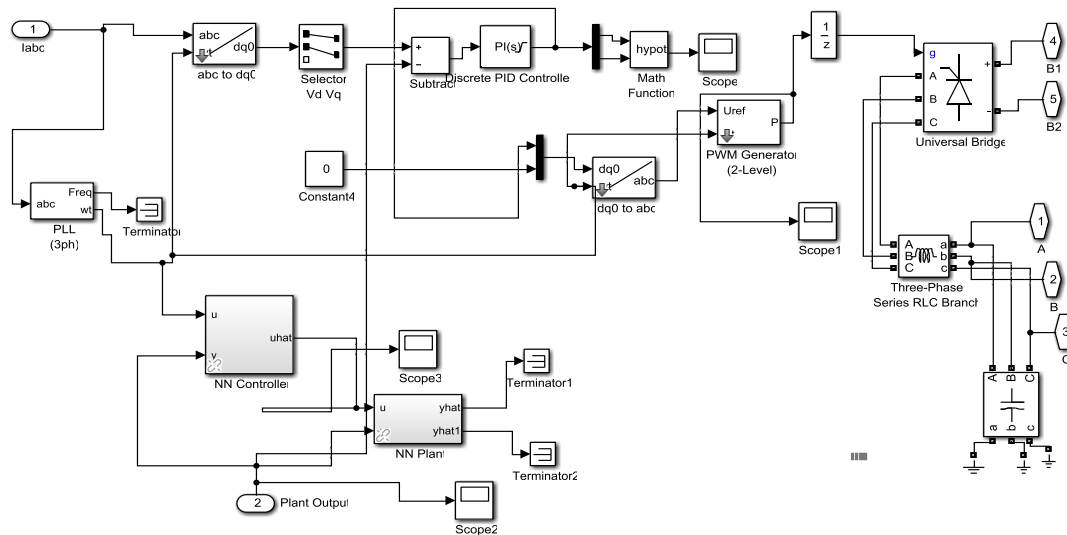 1
Iabc
abc
dq0
abc to dq0
Selector
Vd Vq
+
−
Subtract
PI(s)
Discrete PID Controlle
hypot
Math
Function
Scope
1
z
g
A
B
C
+
-
Universal Bridge
4
B1
5
B2
Uref
P
PWM Generator
(2-Level)
0
Constant4
dq0
abc
dq0 to abc
abc
Freq
wt
PLL
(3ph)
Terminator
Scope1
A
B
C
a
b
c
Three-Phase
Series RLC Branch
1
A
2
B
3
u
y
uhat
NN Controller
Scope3
u
yhat
yhat1
NN Plant
Terminator1
Terminator2
A
B
C
a
b
c
2
Plant Output
Scope2